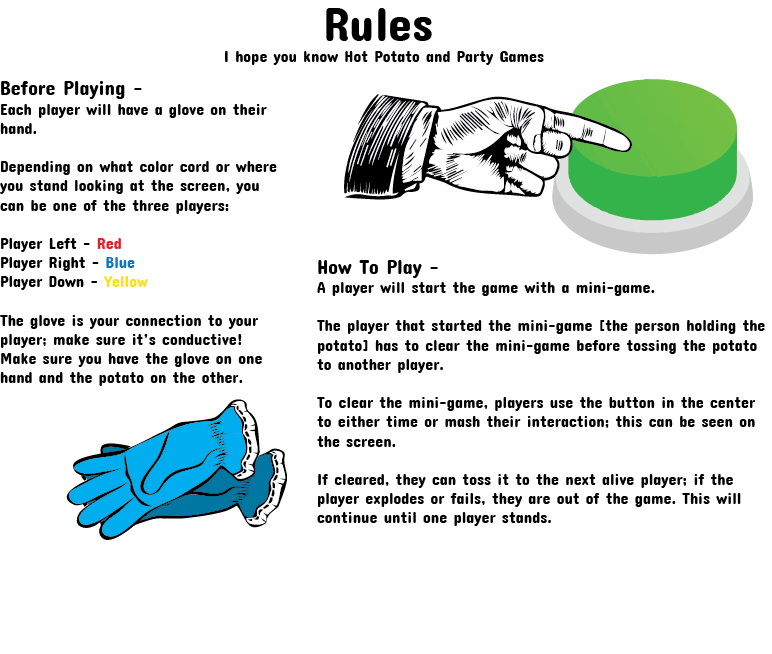 Rules
I hope you know Hot Potato and Party Games
Before Playing -
Each player will have a glove on their
hand.
Depending on what color cord or where
you stand looking at the screen, you
can be one of the three players:
Player Left - Red
Player Right - Blue
Player Down - Yellow
The glove is your connection to your
player; make sure it's conductive!
Make sure you have the glove on one
hand and the potato on the other.
How To Play -
A player will start the game with a mini-game.
The player that started the mini-game [the person holding the
potato] has to clear the mini-game before tossing the potato
to another player.
To clear the mini-game, players use the button in the center
to either time or mash their interaction; this can be seen on
the screen.
If cleared, they can toss it to the next alive player; if the
player explodes or fails, they are out of the game. This will
continue until one player stands.